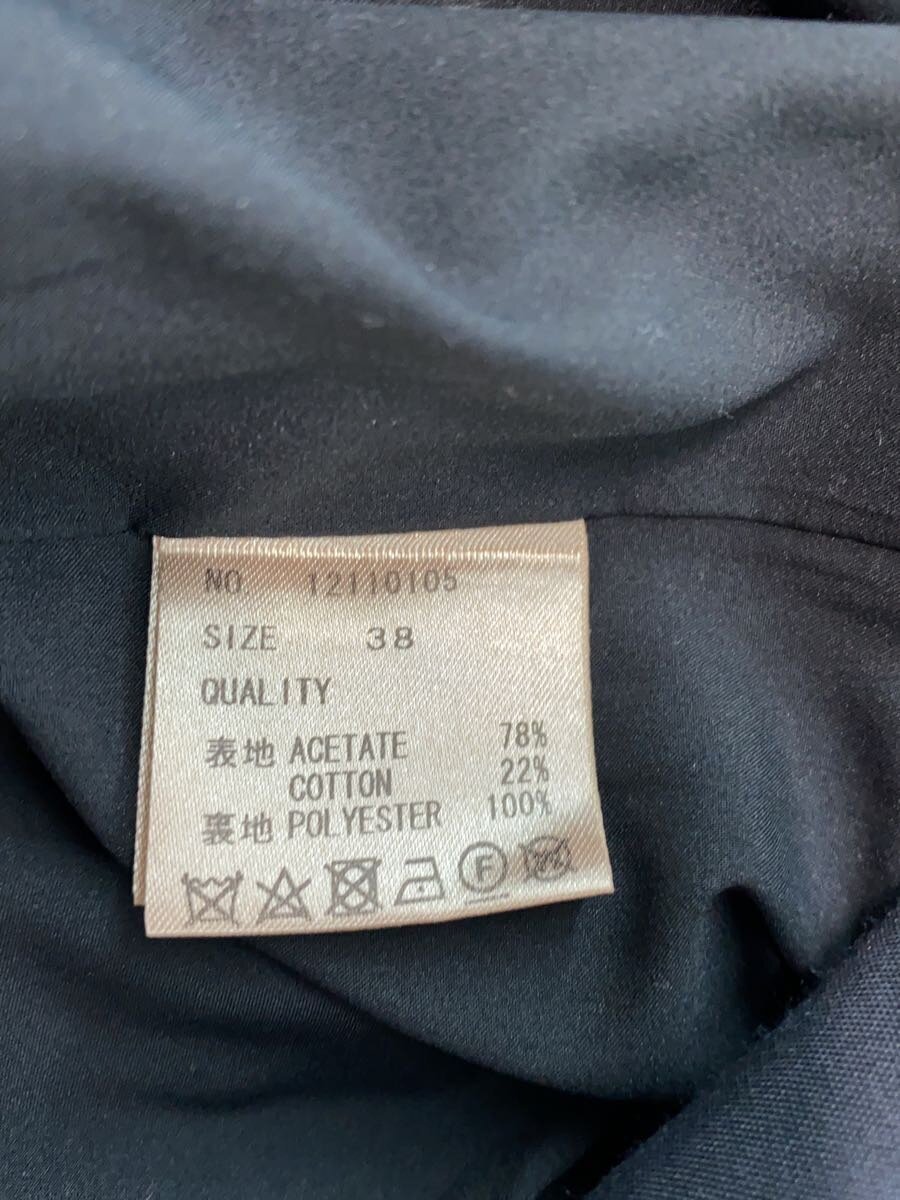 NO. 12110105
SIZE 38
QUALITY
表地 ACETATE 78%
COTTON 22%
裏地 POLYESTER 100%
F